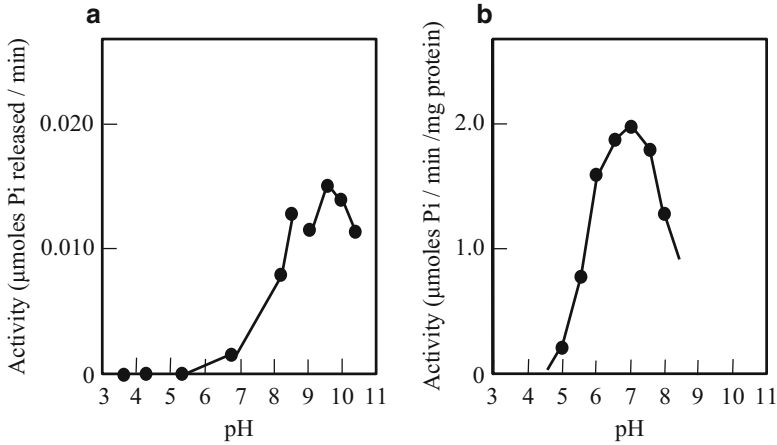 a
Activity (µmoles Pi released / min)
0.020
0.010
0
3 4 5 6 7 8 9 10 11
pH
b
Activity (µmoles Pi / min /mg protein)
2.0
1.0
0
3 4 5 6 7 8 9 10 11
pH